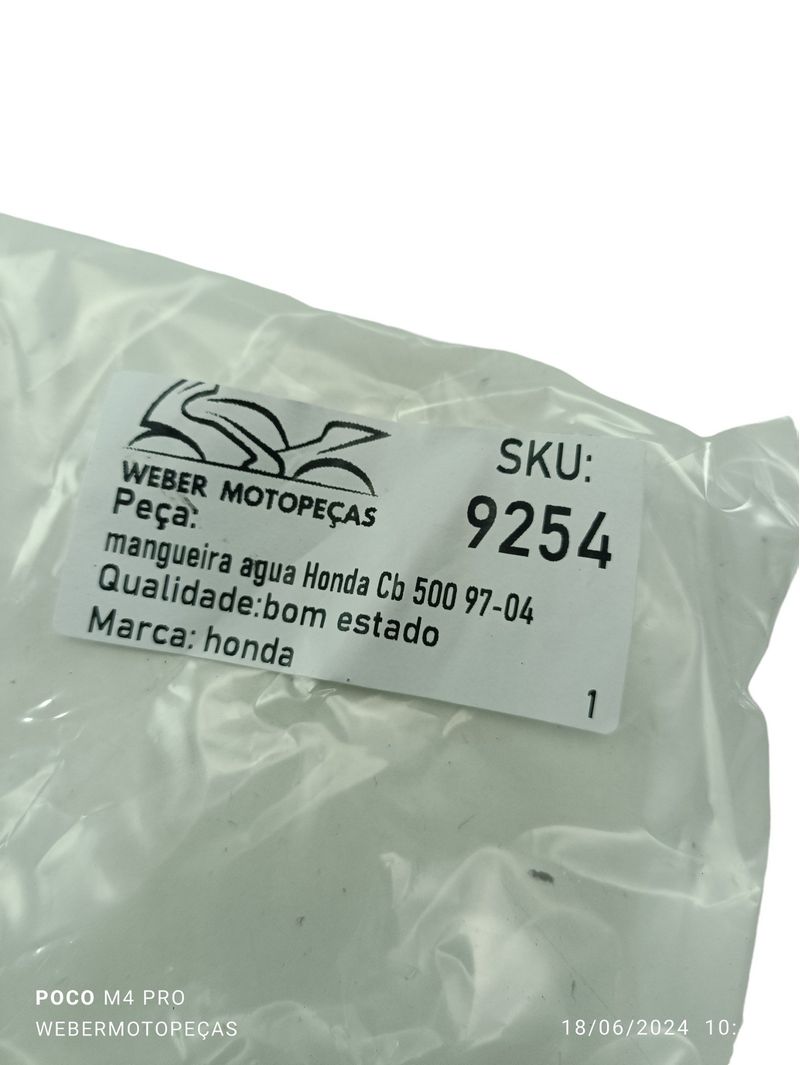 WEBER MOTOPEÇAS
SKU:
9254
Peça:
mangueira agua Honda Cb 500 97-04
Qualidade:bom estado
Marca: honda
1
POCO M4 PRO
WEBERMOTOPEÇAS
18/06/2024 10: